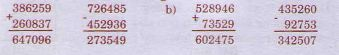 386259 726485 b) 528946 435260
+ - + -
260837 452936 73529 92753
647096 273549 602475 342507